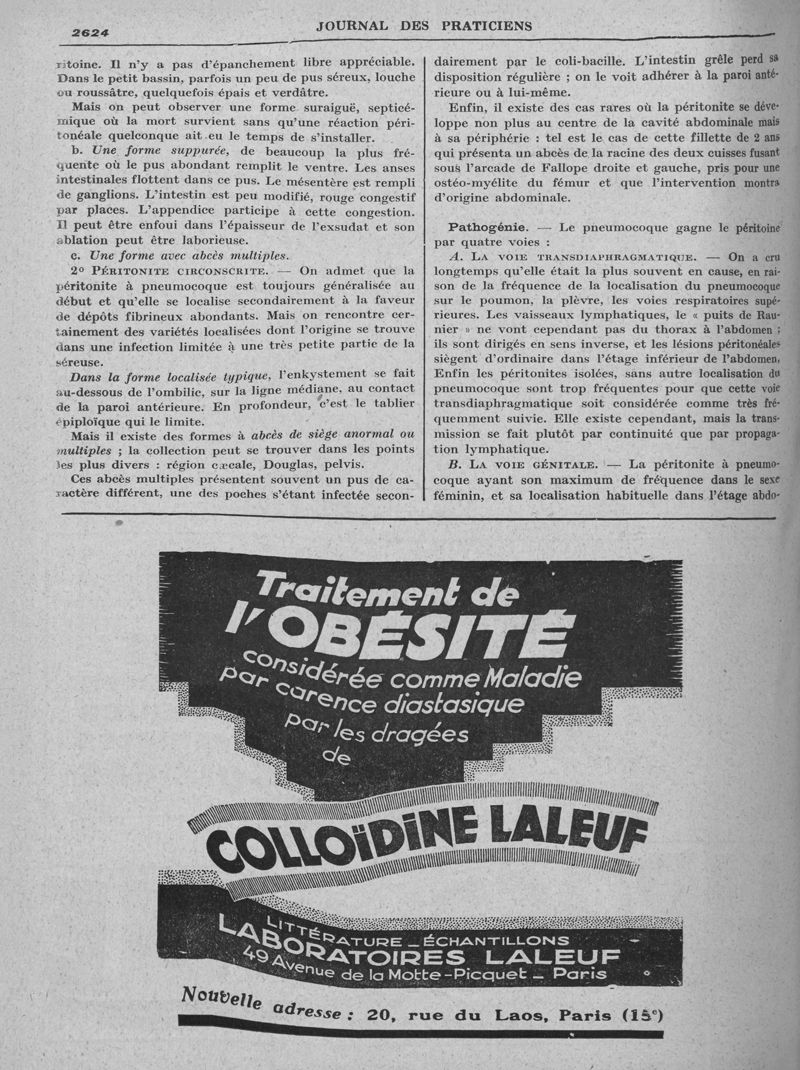 2624
JOURNAL DES PRATICIENS
ritoine. Il n'y a pas d'épanchement libre appréciable.
Dans le petit bassin, parfois un peu de pus séreux, louche
ou roussâtre, quelquefois épais et verdâtre.
Mais on peut observer une forme suraiguë, septicé-
mique où la mort survient sans qu'une réaction péri-
tonéale quelconque ait eu le temps de s'installer.
b. Une forme suppurée, de beaucoup la plus fré-
quente où le pus abondant remplit le ventre. Les anses
intestinales flottent dans ce pus. Le mésentère est rempli
de ganglions. L'intestin est peu modifié, rouge congestif
par places. L'appendice participe à cette congestion.
Il peut être enfoui dans l'épaisseur de l'exsudat et son
ablation peut être laborieuse.
c. Une forme avec abcès multiples.
2º PÉRITONITE CIRCONSCRITE. — On admet que la
péritonite à pneumocoque est toujours généralisée au
début et qu'elle se localise secondairement à la faveur
de dépôts fibrineux abondants. Mais on rencontre cer-
tainement des variétés localisées dont l'origine se trouve
dans une infection limitée à une très petite partie de la
séreuse.
Dans la forme localisée typique, l'enkystement se fait
au-dessous de l'ombilic, sur la ligne médiane, au contact
de la paroi antérieure. En profondeur, c'est le tablier
épiploïque qui le limite.
Mais il existe des formes à abcès de siège anormal ou
multiples ; la collection peut se trouver dans les points
les plus divers : région cæcale, Douglas, pelvis.
Ces abcès multiples présentent souvent un pus de ca-
ractère différent, une des poches s'étant infectée secon-
dairement par le coli-bacille. L'intestin grêle perd sa
disposition régulière ; on le voit adhérer à la paroi anté-
rieure ou à lui-même.
Enfin, il existe des cas rares où la péritonite se déve-
loppe non plus au centre de la cavité abdominale mais
à sa périphérie : tel est le cas de cette fillette de 2 ans
qui présenta un abcès de la racine des deux cuisses fusant
sous l'arcade de Fallope droite et gauche, pris pour une
ostéo-myélite du fémur et que l'intervention montra
d'origine abdominale.
Pathogénie. — Le pneumocoque gagne le péritoine
par quatre voies :
A. LA VOIE TRANSDIAPHRAGMATIQUE. — On a cru
longtemps qu'elle était la plus souvent en cause, en rai-
son de la fréquence de la localisation du pneumocoque
sur le poumon, la plèvre, les voies respiratoires supé-
rieures. Les vaisseaux lymphatiques, le « puits de Rau-
nier » ne vont cependant pas du thorax à l'abdomen ;
ils sont dirigés en sens inverse, et les lésions péritonéales
siègent d'ordinaire dans l'étage inférieur de l'abdomen,
Enfin les péritonites isolées, sans autre localisation du
pneumocoque sont trop fréquentes pour que cette voie
transdiaphragmatique soit considérée comme très fré-
quemment suivie. Elle existe cependant, mais la trans-
mission se fait plutôt par continuité que par propaga-
tion lymphatique.
B. LA VOIE GÉNITALE. — La péritonite à pneumo-
coque ayant son maximum de fréquence dans le sexe
féminin, et sa localisation habituelle dans l'étage abdo-
Traitement de
l'OBÉSITÉ
considérée comme Maladie
par carence diastasique
par les dragées
de
COLLOÏDINE LALEUF
LITTÉRATURE _ ÉCHANTILLONS
LABORATOIRES LALEUF
49 Avenue de la Motte-Picquet _ Paris
Nouvelle adresse : 20, rue du Laos, Paris (15e)